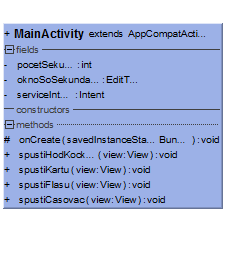 + MainActivity extends AppCompatActi...
fields
- pocetSeku... : int
- oknoSoSekunda... : EditT...
- serviceInt... : Intent
constructors
methods
# onCreate ( savedInstanceSta... Bun... ) : void
+ spustiHodKock... ( view: View ) : void
+ spustiKartu ( view: View ) : void
+ spustiFlasu ( view: View ) : void
+ spustiCasovac ( view: View ) : void